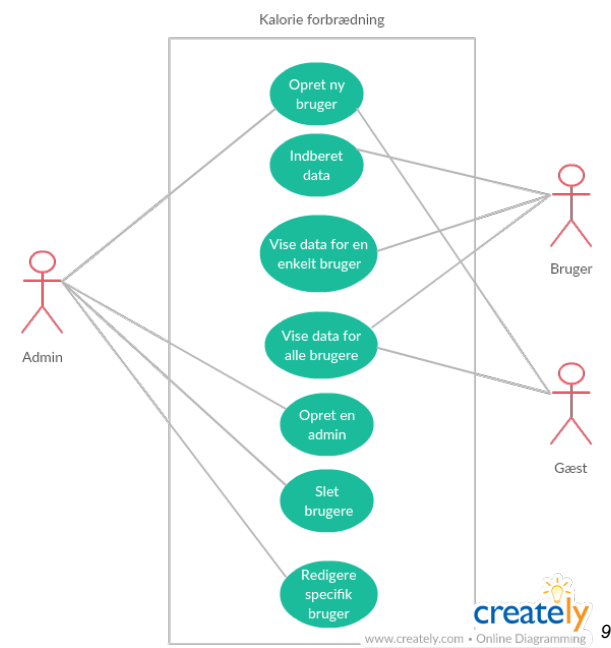 Kalorie forbrædning
Opret ny
bruger
Indberet
data
Vise data for en
enkelt bruger
Vise data for
alle brugere
Opret en
admin
Slet
brugere
Redigere
specifik
bruger
Admin
Bruger
Gæst
creately
www.creately.com • Online Diagramming
9